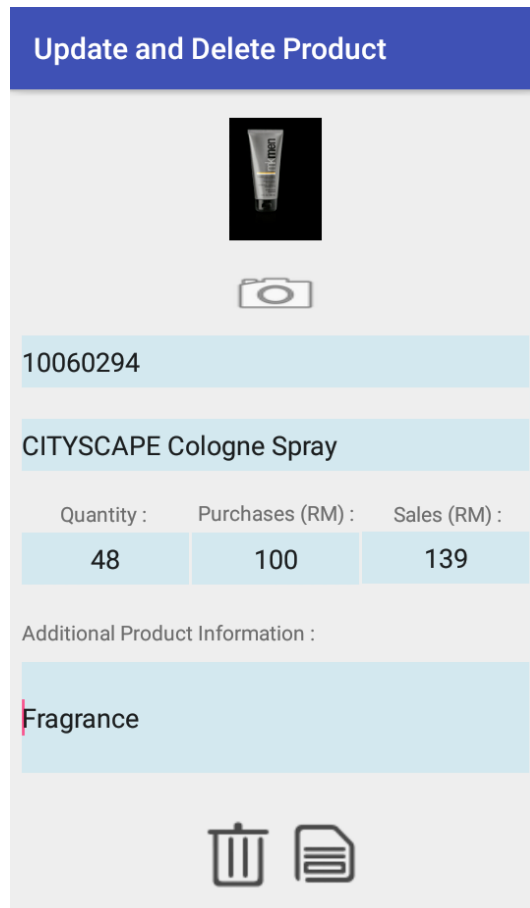 Update and Delete Product
mkmen
10060294
CITYSCAPE Cologne Spray
Quantity :
Purchases (RM) :
Sales (RM) :
48
100
139
Additional Product Information :
Fragrance